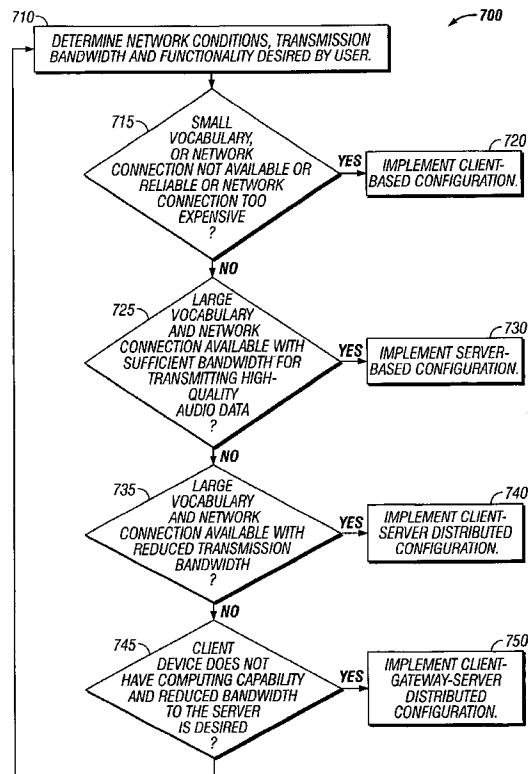 710
700
DETERMINE NETWORK CONDITIONS, TRANSMISSION
BANDWIDTH AND FUNCTIONALITY DESIRED BY USER.
715
SMALL
VOCABULARY,
OR NETWORK
CONNECTION NOT AVAILABLE OR
RELIABLE OR NETWORK
CONNECTION TOO
EXPENSIVE
?
YES
720
IMPLEMENT CLIENT-
BASED CONFIGURATION.
NO
725
LARGE
VOCABULARY
AND NETWORK
CONNECTION AVAILABLE WITH
SUFFICIENT BANDWIDTH FOR
TRANSMITTING HIGH-
QUALITY
AUDIO DATA
?
YES
730
IMPLEMENT SERVER-
BASED CONFIGURATION.
NO
735
LARGE
VOCABULARY
AND NETWORK
CONNECTION AVAILABLE WITH
REDUCED TRANSMISSION
BANDWIDTH
?
YES
740
IMPLEMENT CLIENT-
SERVER DISTRIBUTED
CONFIGURATION.
NO
745
CLIENT
DEVICE DOES NOT
HAVE COMPUTING CAPABILITY
AND REDUCED BANDWIDTH
TO THE SERVER
IS DESIRED
?
YES
750
IMPLEMENT CLIENT-
GATEWAY-SERVER
DISTRIBUTED
CONFIGURATION.